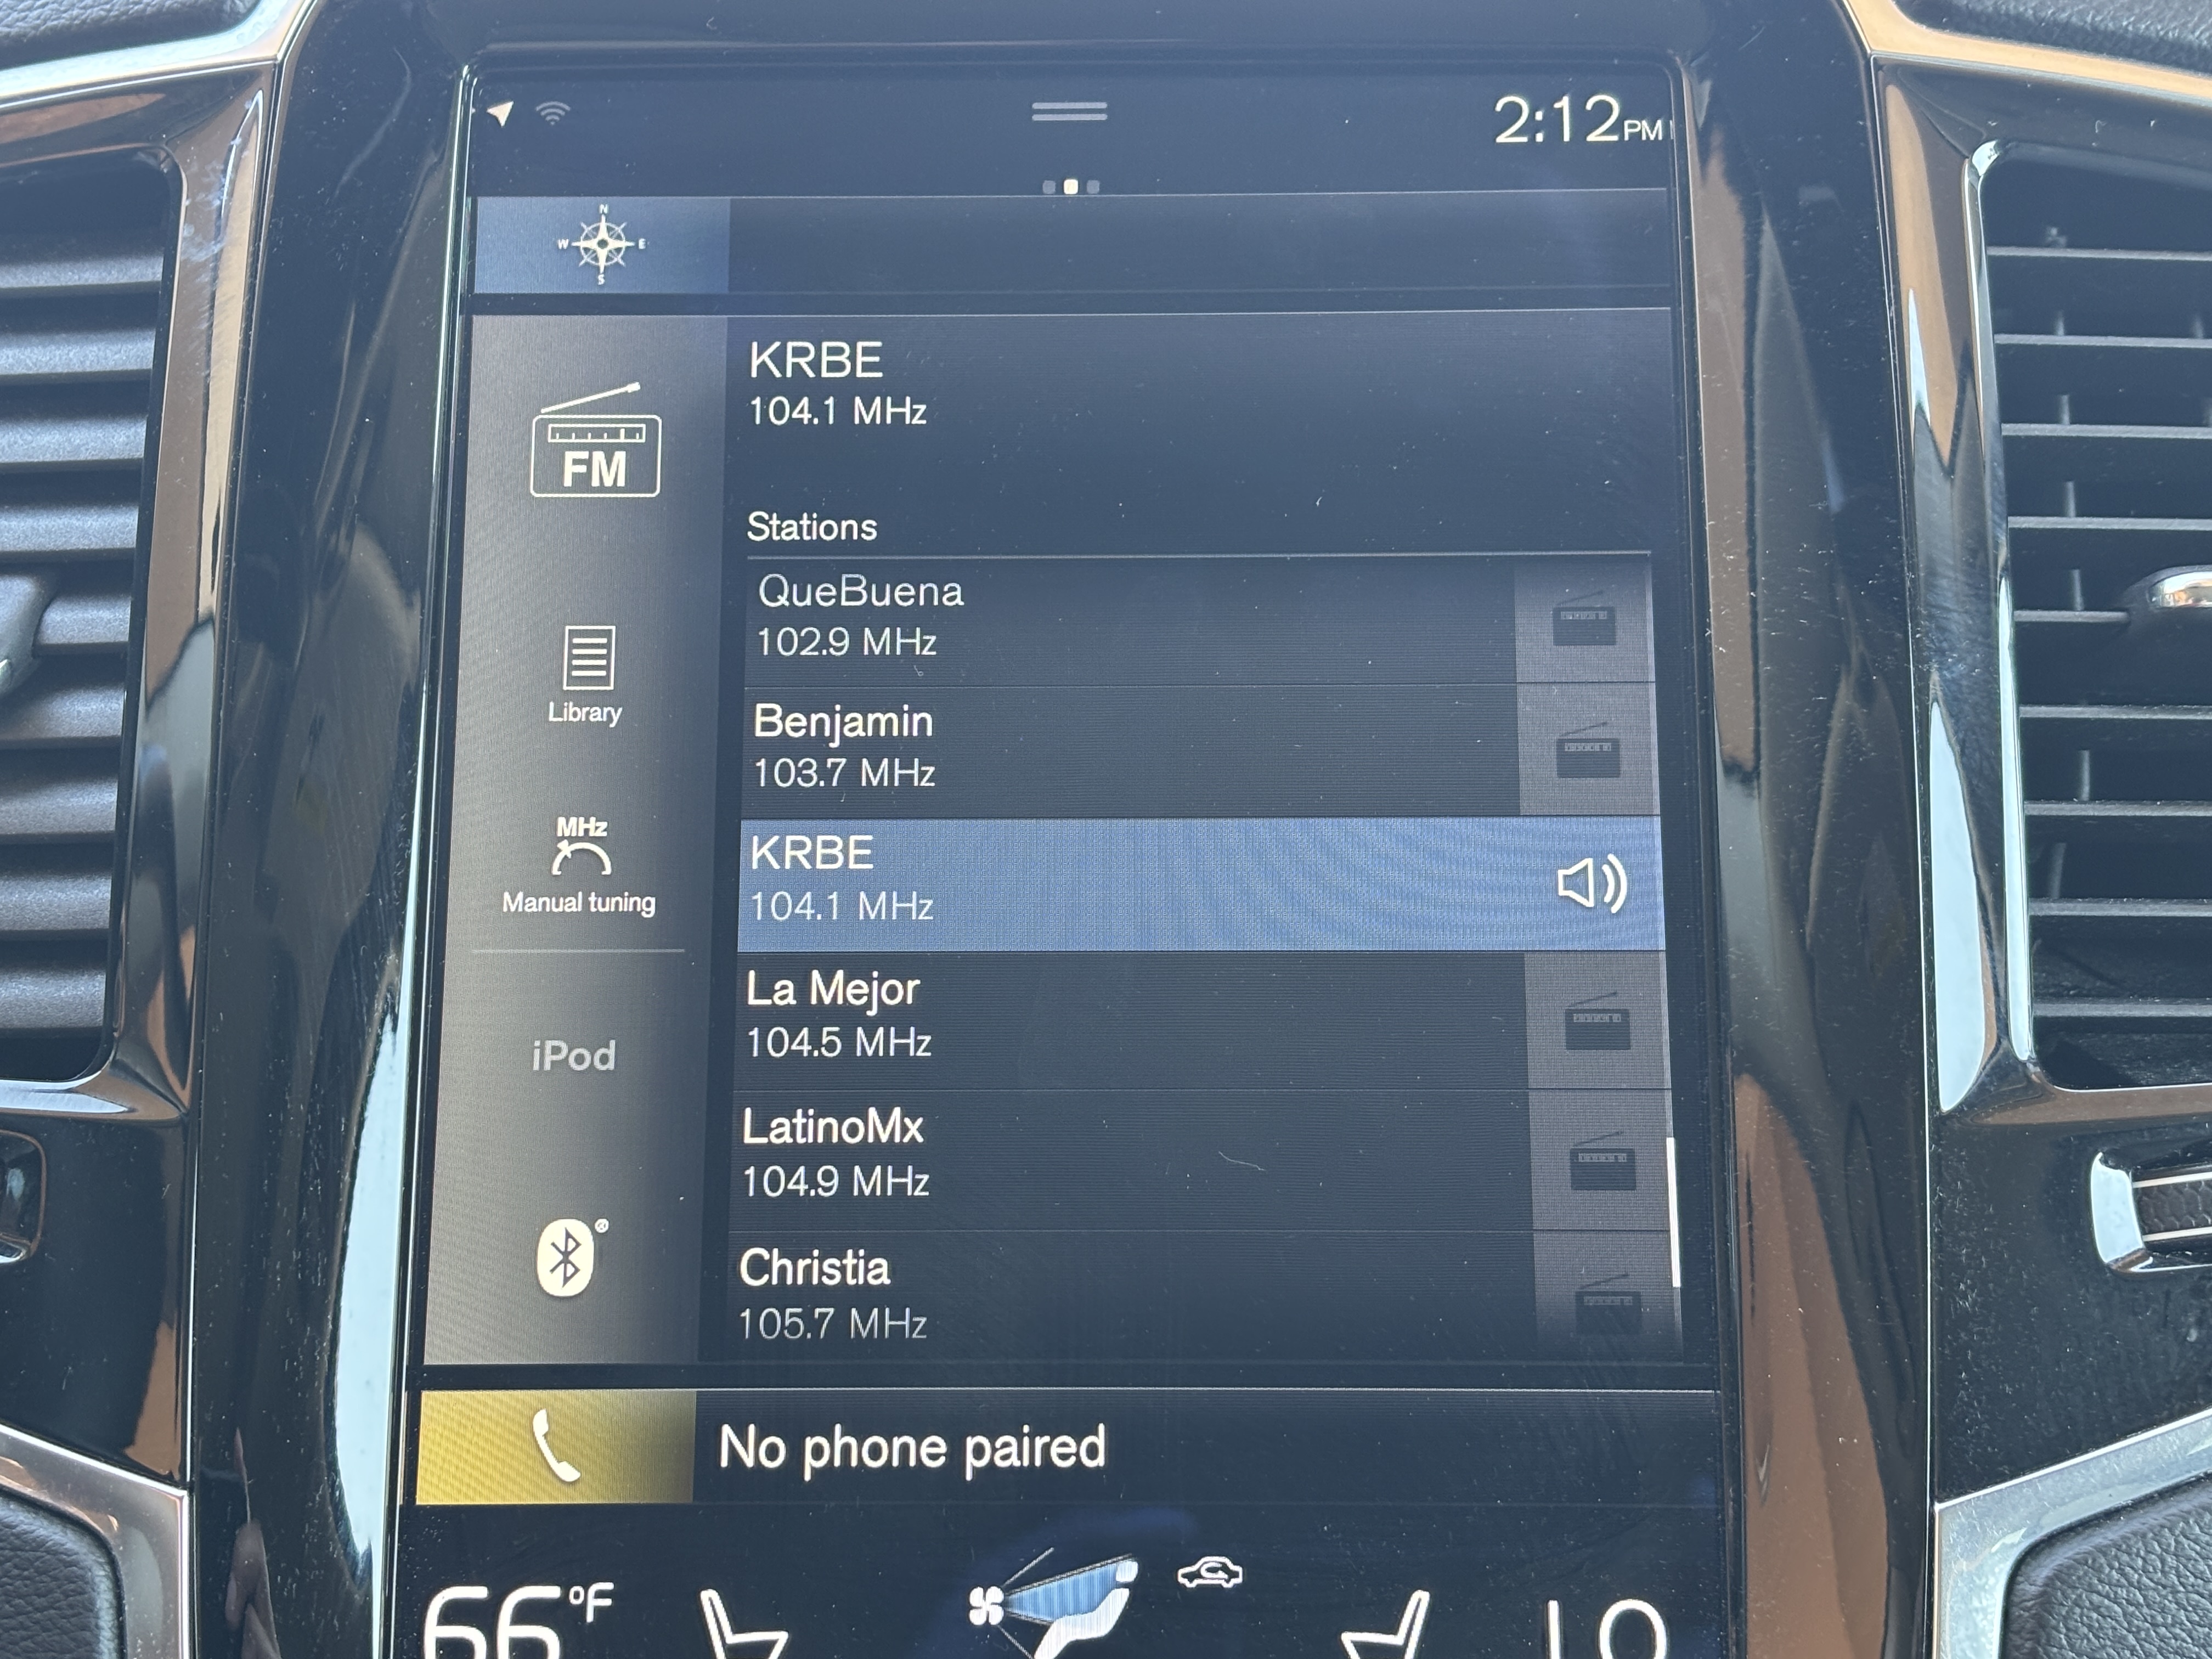 2:12PM
N
W E
S
KRBE
104.1 MHz
FM
Stations
QueBuena
102.9 MHz
Library
Benjamin
103.7 MHz
MHz
Manual tuning
KRBE
104.1 MHz
La Mejor
104.5 MHz
iPod
LatinoMx
104.9 MHz
Christia
105.7 MHz
No phone paired
66°F
LO